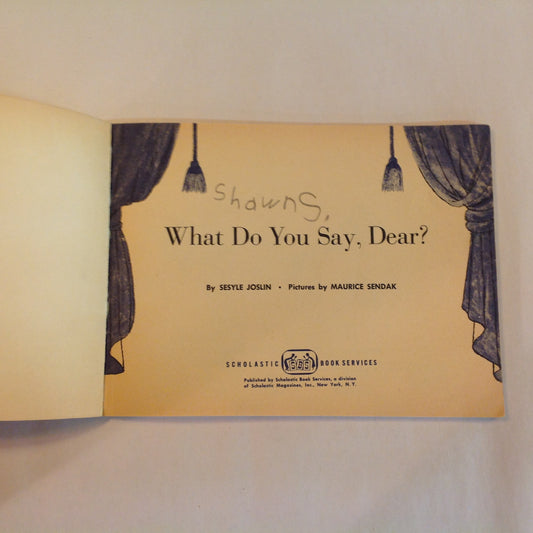 Shawn S.
What Do You Say, Dear?
By SESYLE JOSLIN • Pictures by MAURICE SENDAK
SCHOLASTIC BOOK SERVICES
Published by Scholastic Book Services, a division
of Scholastic Magazines, Inc., New York, N.Y.